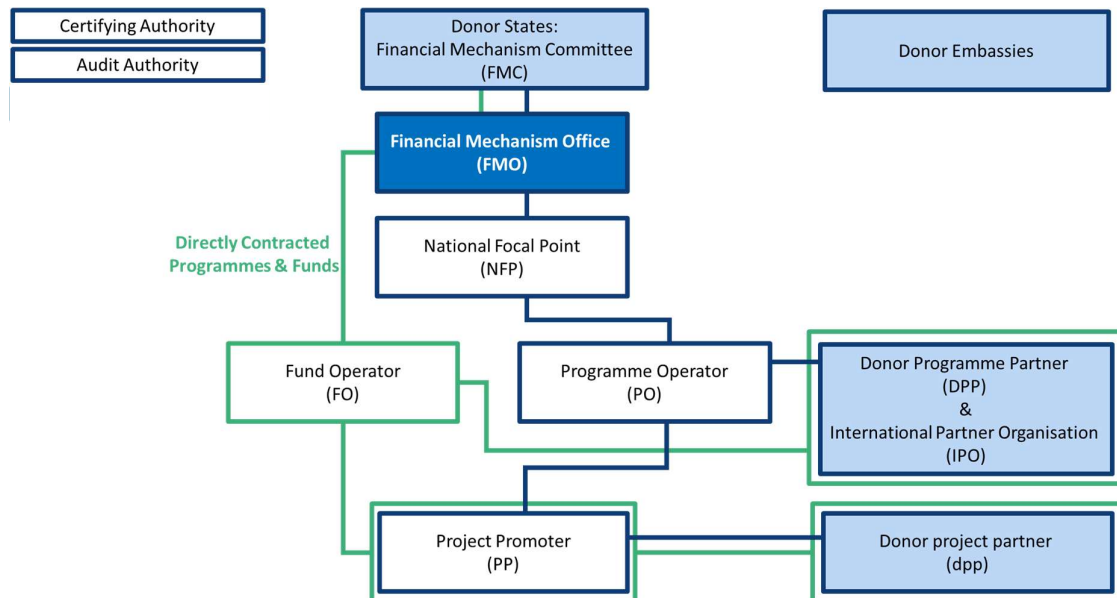 Certifying Authority
Audit Authority
Donor States:
Financial Mechanism Committee
(FMC)
Donor Embassies
Financial Mechanism Office
(FMO)
National Focal Point
(NFP)
Directly Contracted
Programmes & Funds
Fund Operator
(FO)
Programme Operator
(PO)
Donor Programme Partner
(DPP)
&
International Partner Organisation
(IPO)
Project Promoter
(PP)
Donor project partner
(dpp)